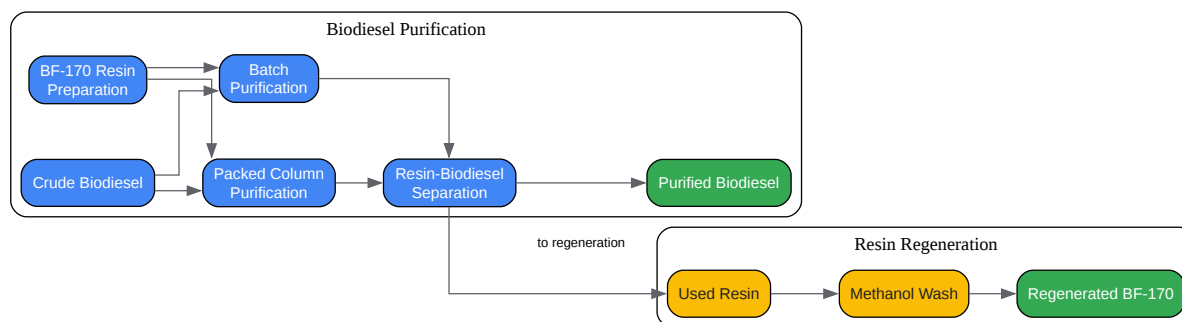 Biodiesel Purification
BF-170 Resin
Preparation
Batch
Purification
Crude Biodiesel
Packed Column
Purification
Resin-Biodiesel
Separation
Purified Biodiesel
to regeneration
Resin Regeneration
Used Resin
Methanol Wash
Regenerated BF-170